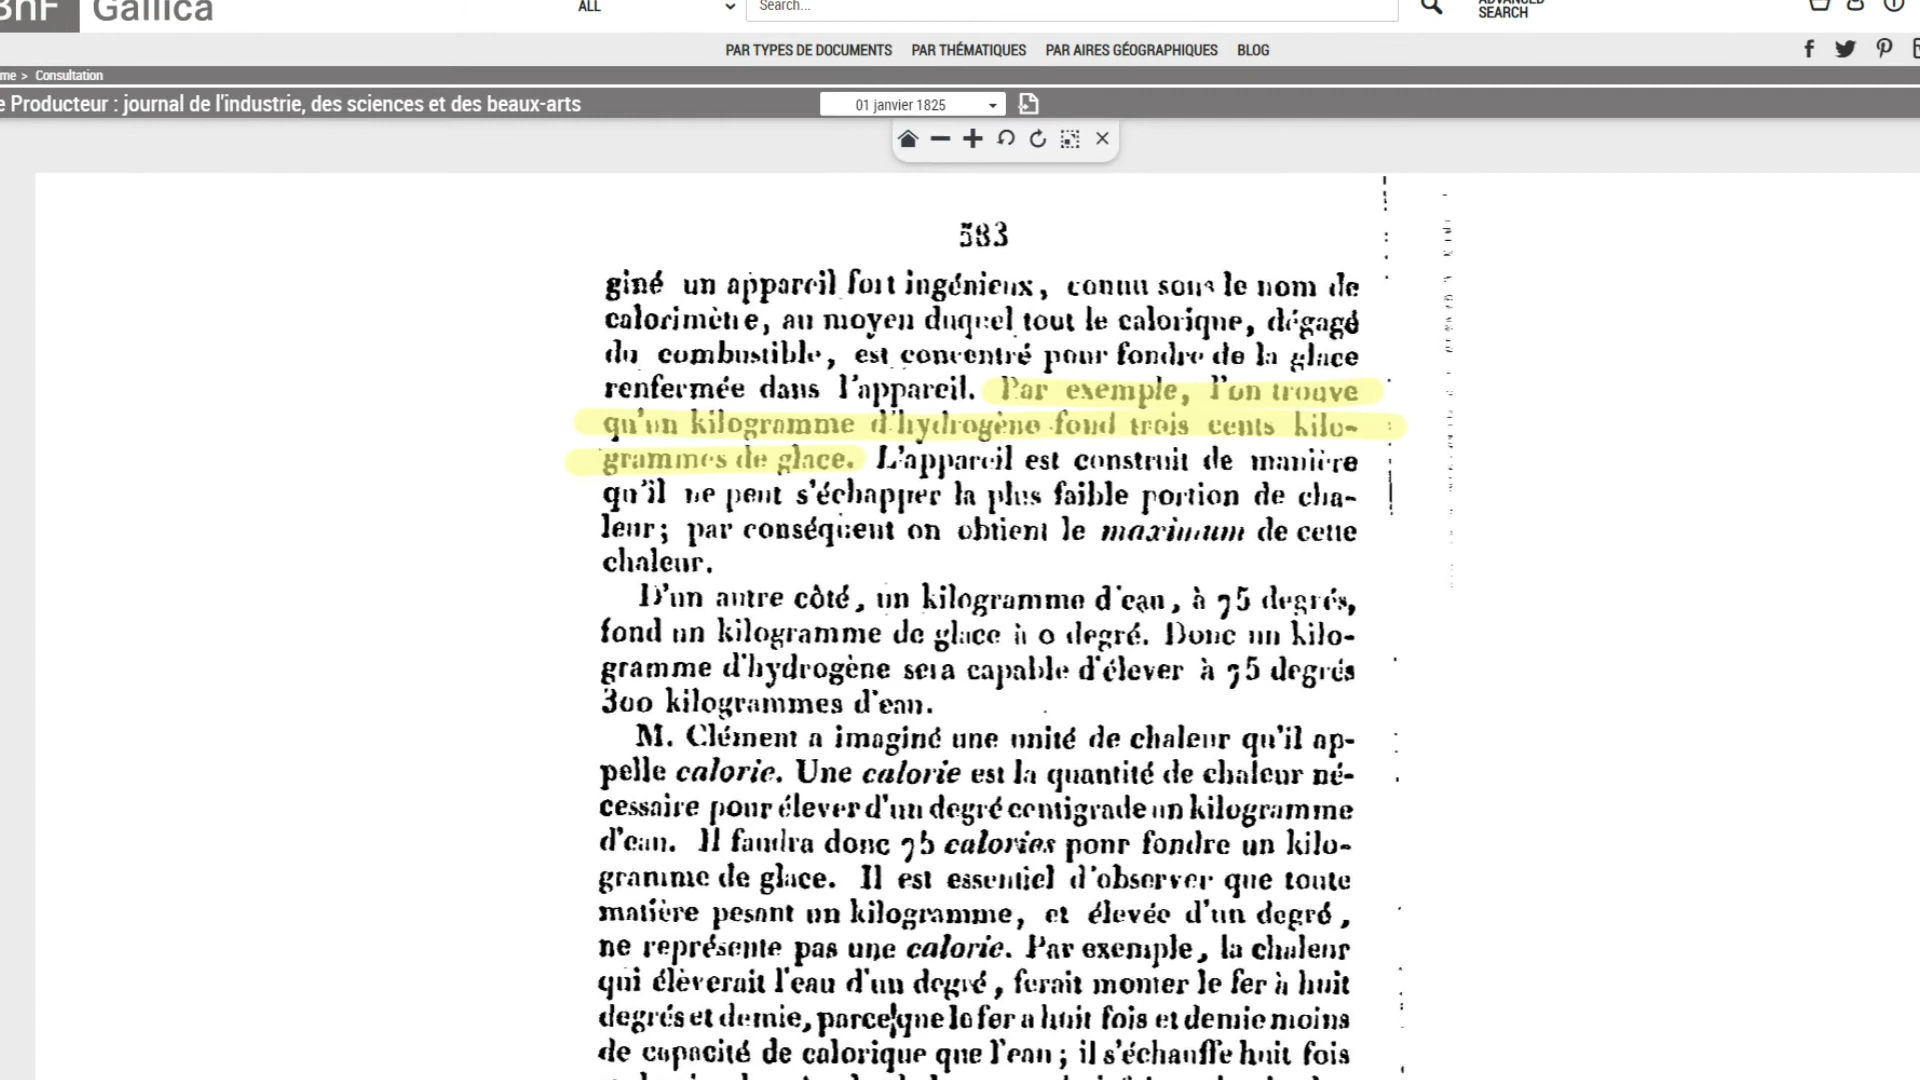 BnF Gallica
ALL
Search...
ADVANCED
SEARCH
PAR TYPES DE DOCUMENTS PAR THÉMATIQUES PAR AIRES GÉOGRAPHIQUES BLOG
me > Consultation
e Producteur : journal de l'industrie, des sciences et des beaux-arts
01 janvier 1825
583
giné un appareil fort ingénieux, connu sous le nom de
calorimètre, au moyen duquel tout le calorique, dégagé
du combustible, est concentré pour fondre de la glace
renfermée dans l'appareil. Par exemple, l'on trouve
qu'un kilogramme d'hydrogène fond trois cents kilo-
grammes de glace. L'appareil est construit de manière
qu'il ne peut s'échapper la plus faible portion de cha-
leur; par conséquent on obtient le maximum de cette
chaleur.
D'un autre côté, un kilogramme d'eau, à 75 degrés,
fond un kilogramme de glace à 0 degré. Donc un kilo-
gramme d'hydrogène sera capable d'élever à 75 degrés
300 kilogrammes d'eau.
M. Clément a imaginé une unité de chaleur qu'il ap-
pelle calorie. Une calorie est la quantité de chaleur né-
cessaire pour élever d'un degré centigrade un kilogramme
d'eau. Il faudra donc 75 calories pour fondre un kilo-
gramme de glace. Il est essentiel d'observer que toute
matière pesant un kilogramme, et élevée d'un degré,
ne représente pas une calorie. Par exemple, la chaleur
qui élèverait l'eau d'un degré, ferait monter le fer à huit
degrés et demie, parce que le fer a huit fois et demie moins
de capacité de calorique que l'eau; il s'échauffe huit fois